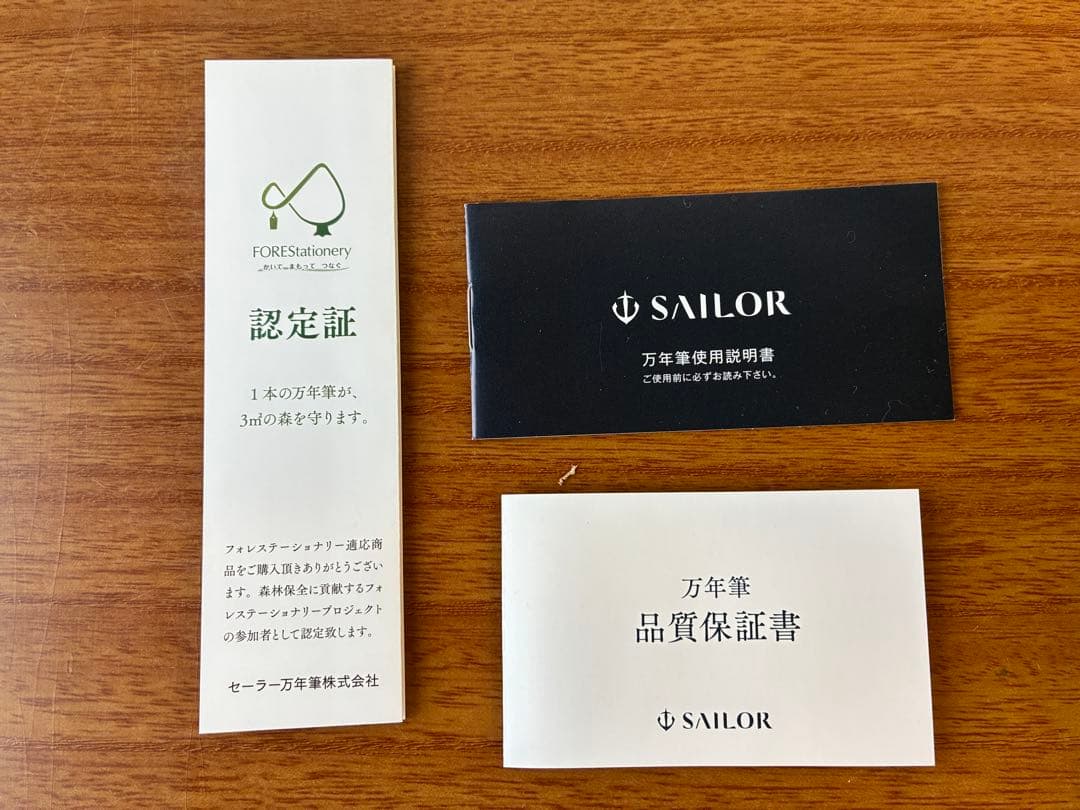 FOREStationery
かいて まもって つなぐ
認定証
1本の万年筆が、
3㎡の森を守ります。
フォレステーショナリー適応商
品をご購入頂きありがとうござい
ます。森林保全に貢献するフォ
レステーショナリープロジェクト
の参加者として認定致します。
セーラー万年筆株式会社
SAILOR
万年筆使用説明書
ご使用前に必ずお読み下さい。
万年筆
品質保証書
SAILOR